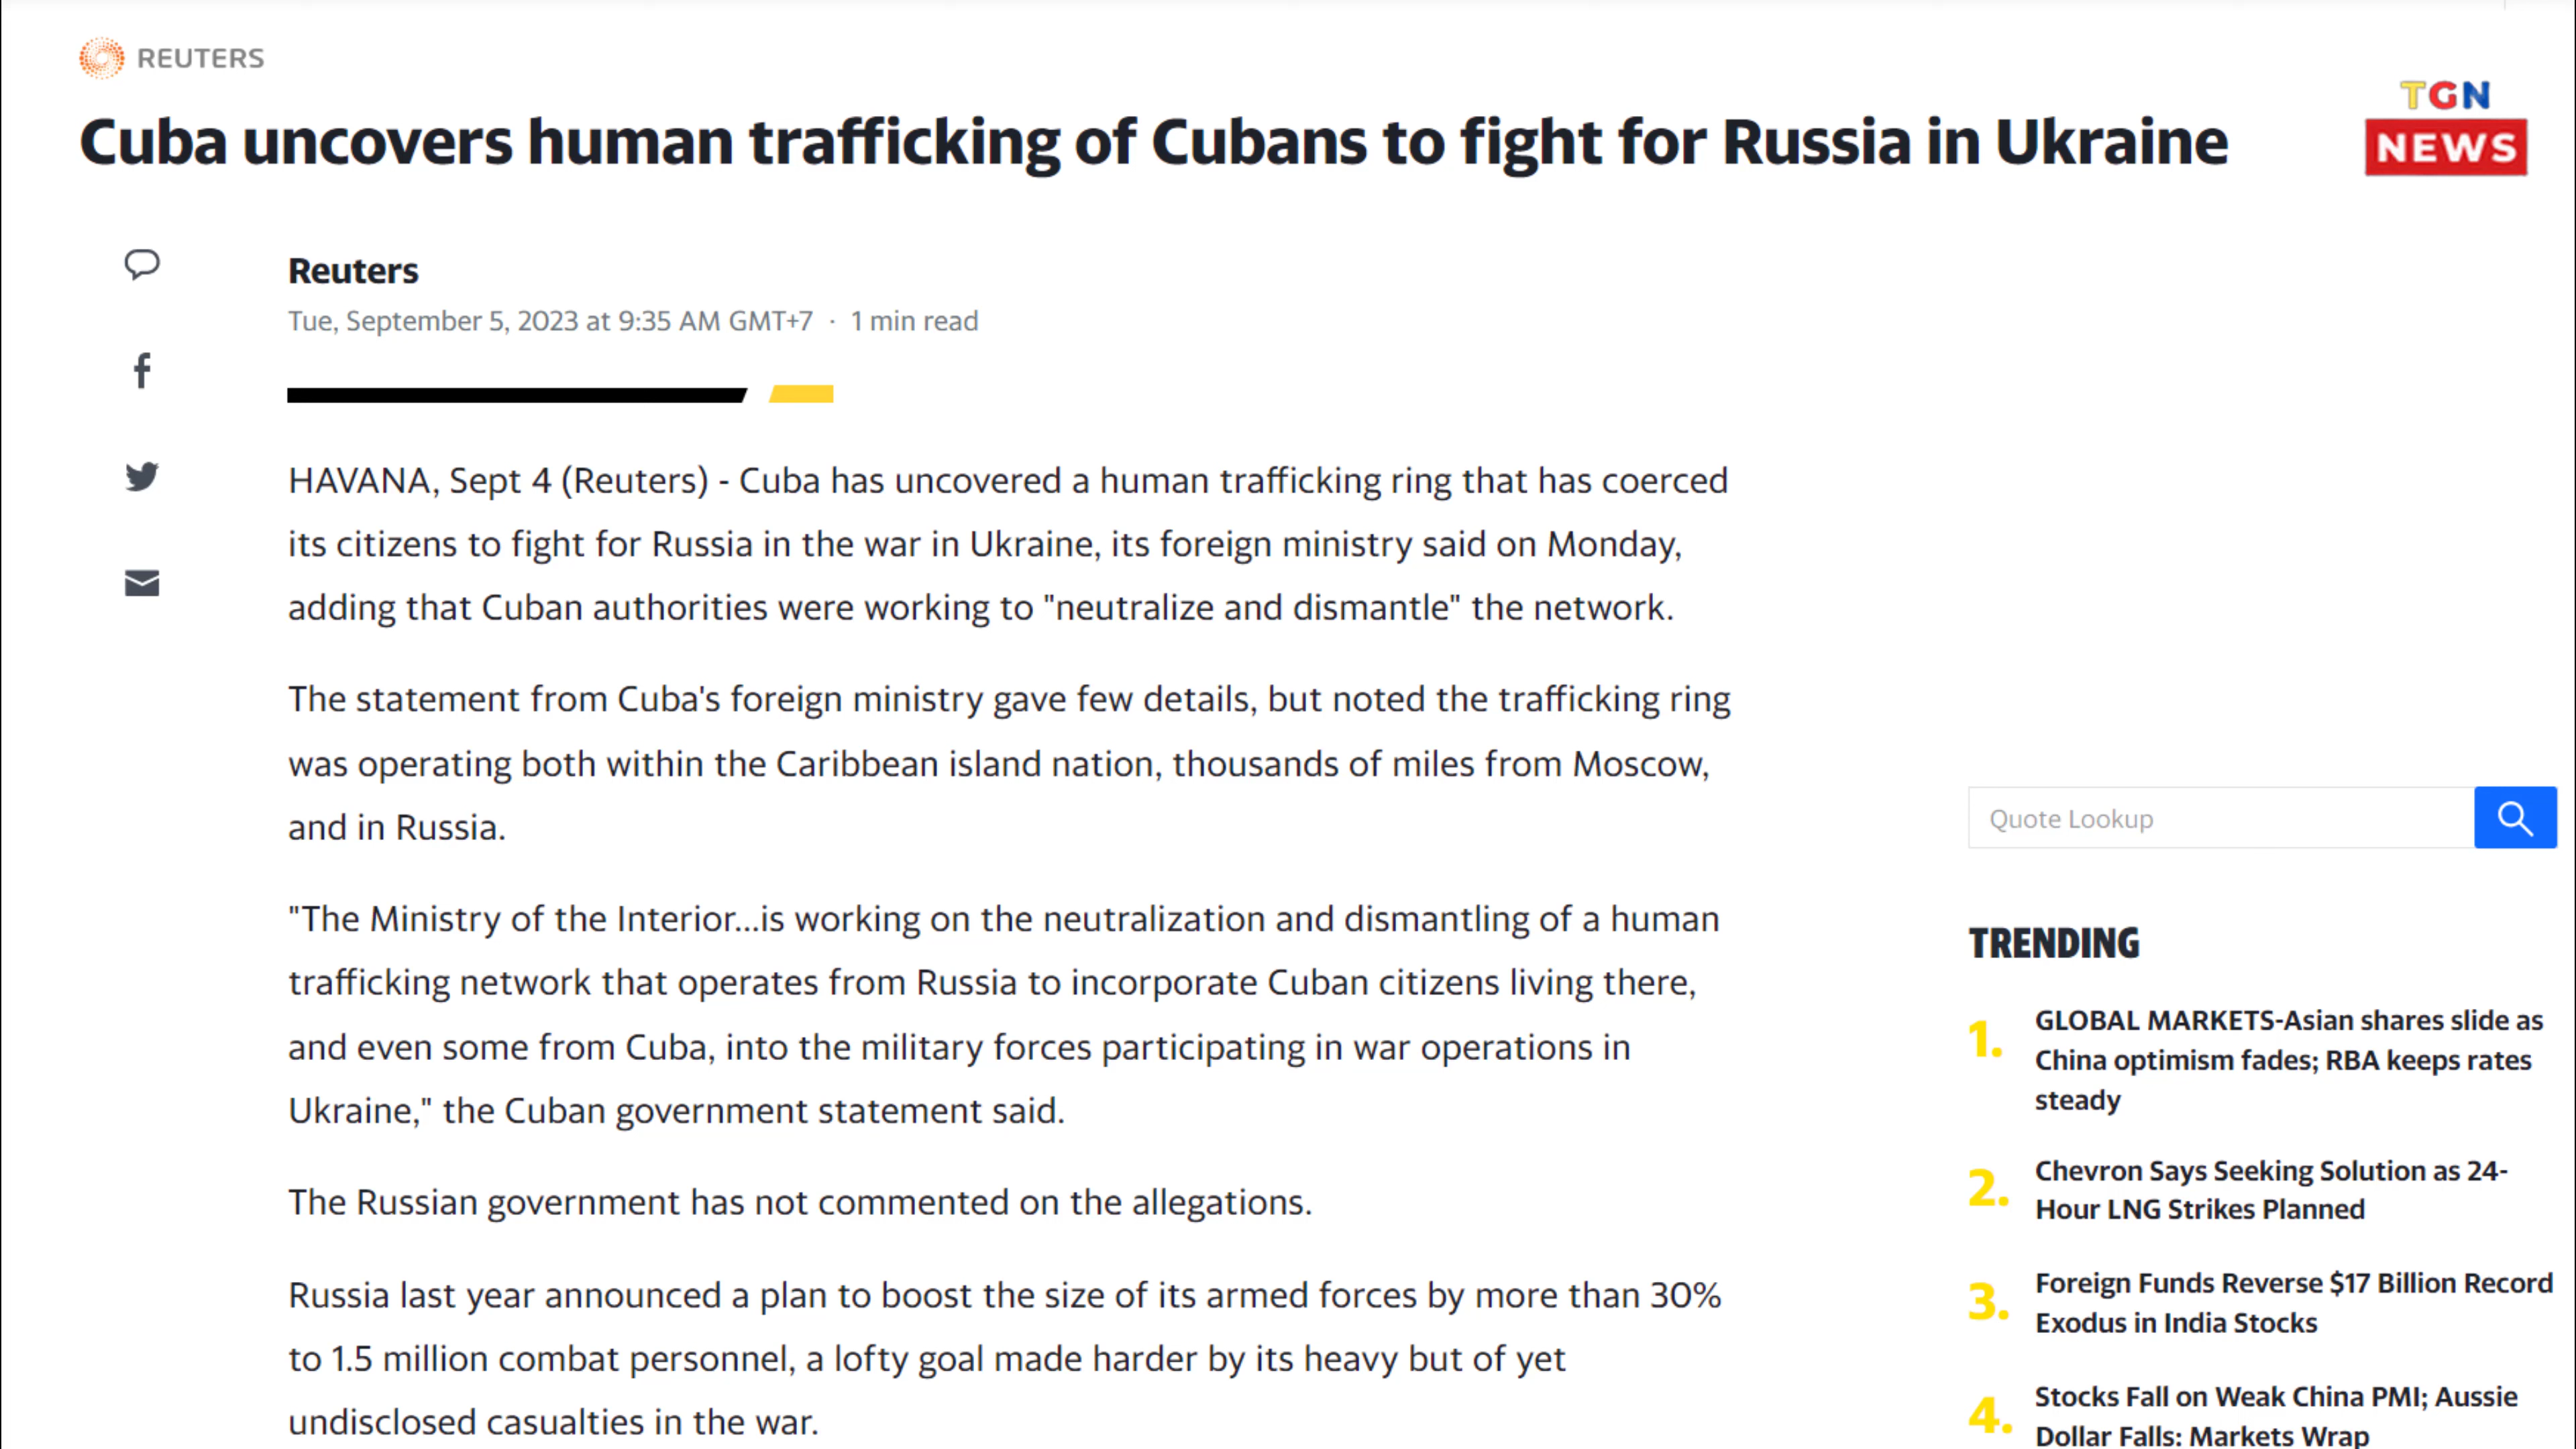 REUTERS
Cuba uncovers human trafficking of Cubans to fight for Russia in Ukraine
TGN
NEWS
Reuters
Tue, September 5, 2023 at 9:35 AM GMT+7 · 1 min read
HAVANA, Sept 4 (Reuters) - Cuba has uncovered a human trafficking ring that has coerced
its citizens to fight for Russia in the war in Ukraine, its foreign ministry said on Monday,
adding that Cuban authorities were working to "neutralize and dismantle" the network.
The statement from Cuba's foreign ministry gave few details, but noted the trafficking ring
was operating both within the Caribbean island nation, thousands of miles from Moscow,
and in Russia.
"The Ministry of the Interior...is working on the neutralization and dismantling of a human
trafficking network that operates from Russia to incorporate Cuban citizens living there,
and even some from Cuba, into the military forces participating in war operations in
Ukraine," the Cuban government statement said.
The Russian government has not commented on the allegations.
Russia last year announced a plan to boost the size of its armed forces by more than 30%
to 1.5 million combat personnel, a lofty goal made harder by its heavy but of yet
undisclosed casualties in the war.
Quote Lookup
TRENDING
1. GLOBAL MARKETS-Asian shares slide as
China optimism fades; RBA keeps rates
steady
2. Chevron Says Seeking Solution as 24-
Hour LNG Strikes Planned
3. Foreign Funds Reverse $17 Billion Record
Exodus in India Stocks
4. Stocks Fall on Weak China PMI; Aussie
Dollar Falls: Markets Wrap